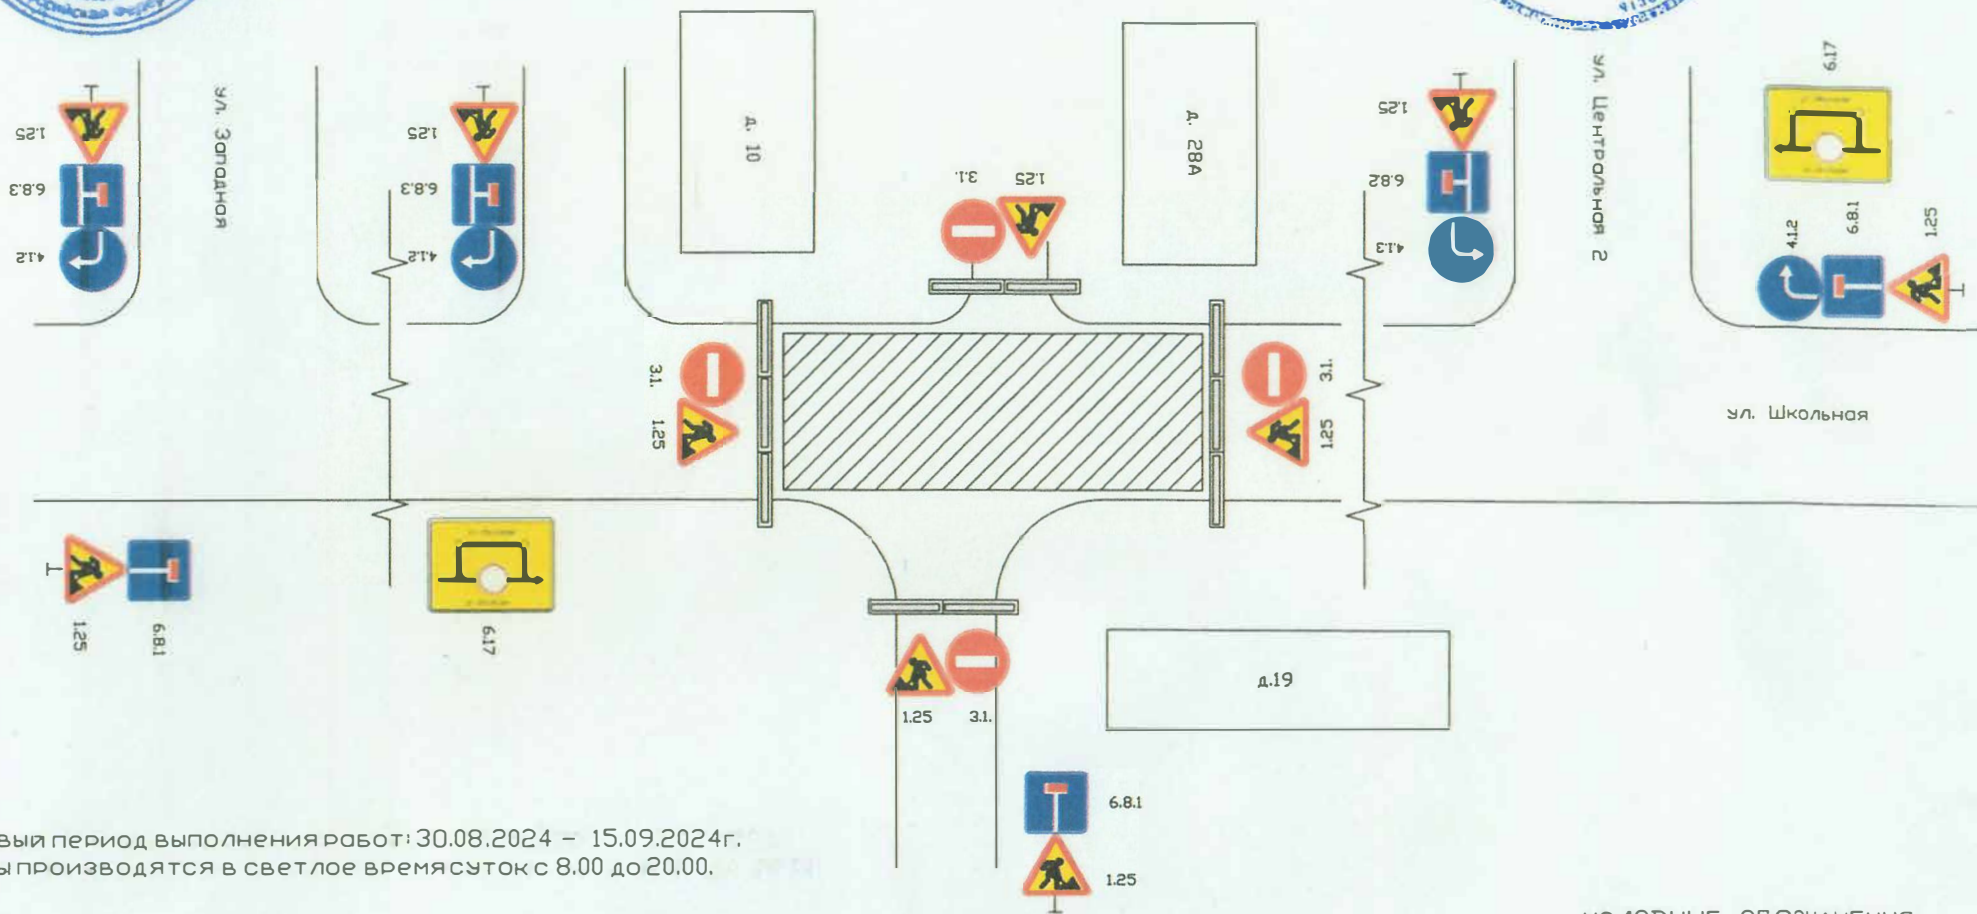 Российская Федер
6.17
ул. Западная
д. 10
д. 28А
ул. Центральная 2
1.25
1.25
1.25
6.8.3
6.8.3
6.8.2
4.1.2
4.1.2
4.1.3
3.1.
1.25
4.1.2
6.8.1
1.25
3.1.
1.25
3.1.
1.25
ул. Школьная
1.25
6.8.1
6.17
1.25
3.1.
д.19
6.8.1
1.25
вый период выполнения работ: 30.08.2024 – 15.09.2024г.
ы производятся в светлое время суток с 8.00 до 20.00.